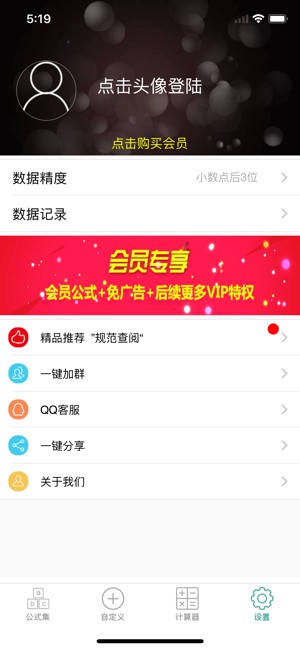 5:19
点击头像登陆
点击购买会员
数据精度 小数点后3位
数据记录
会员专享
会员公式+免广告+后续更多VIP特权
精品推荐 "规范查阅"
一键加群
QQ客服
一键分享
关于我们
B
D C
公式集 自定义 计算器 设置